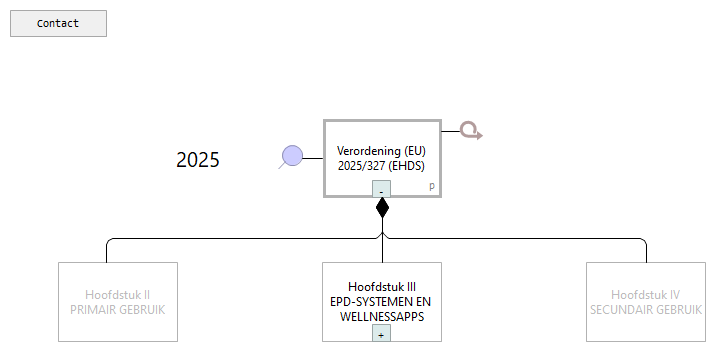 Contact
2025
Verordening (EU)
2025/327 (EHDS)
p
-
Hoofdstuk II
PRIMAIR GEBRUIK
Hoofdstuk III
EPD-SYSTEMEN EN
WELLNESSAPPS
+
Hoofdstuk IV
SECUNDAIR GEBRUIK